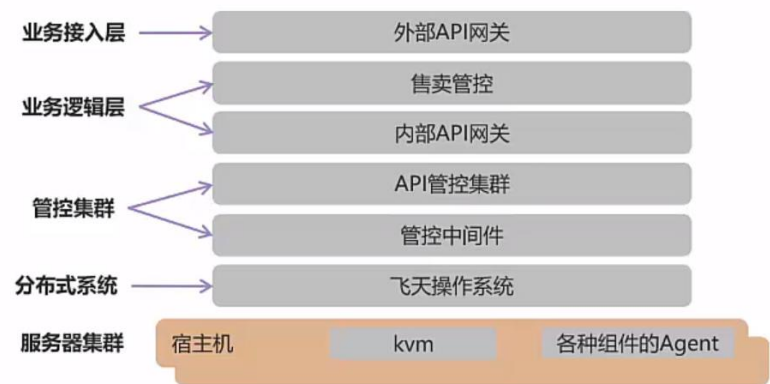 业务接入层 外部API网关
售卖管控
业务逻辑层
内部API网关
API管控集群
管控集群
管控中间件
分布式系统 飞天操作系统
服务器集群 宿主机 kvm 各种组件的Agent